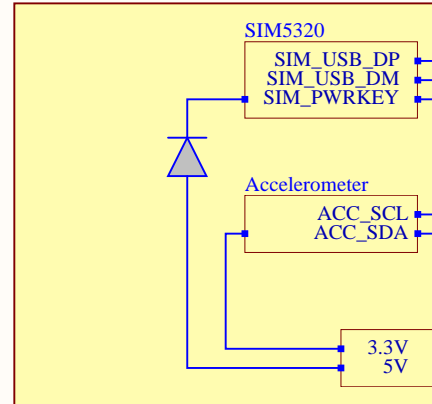 SIM5320
SIM_USB_DP
SIM_USB_DM
SIM_PWRKEY
Accelerometer
ACC_SCL
ACC_SDA
3.3V
5V